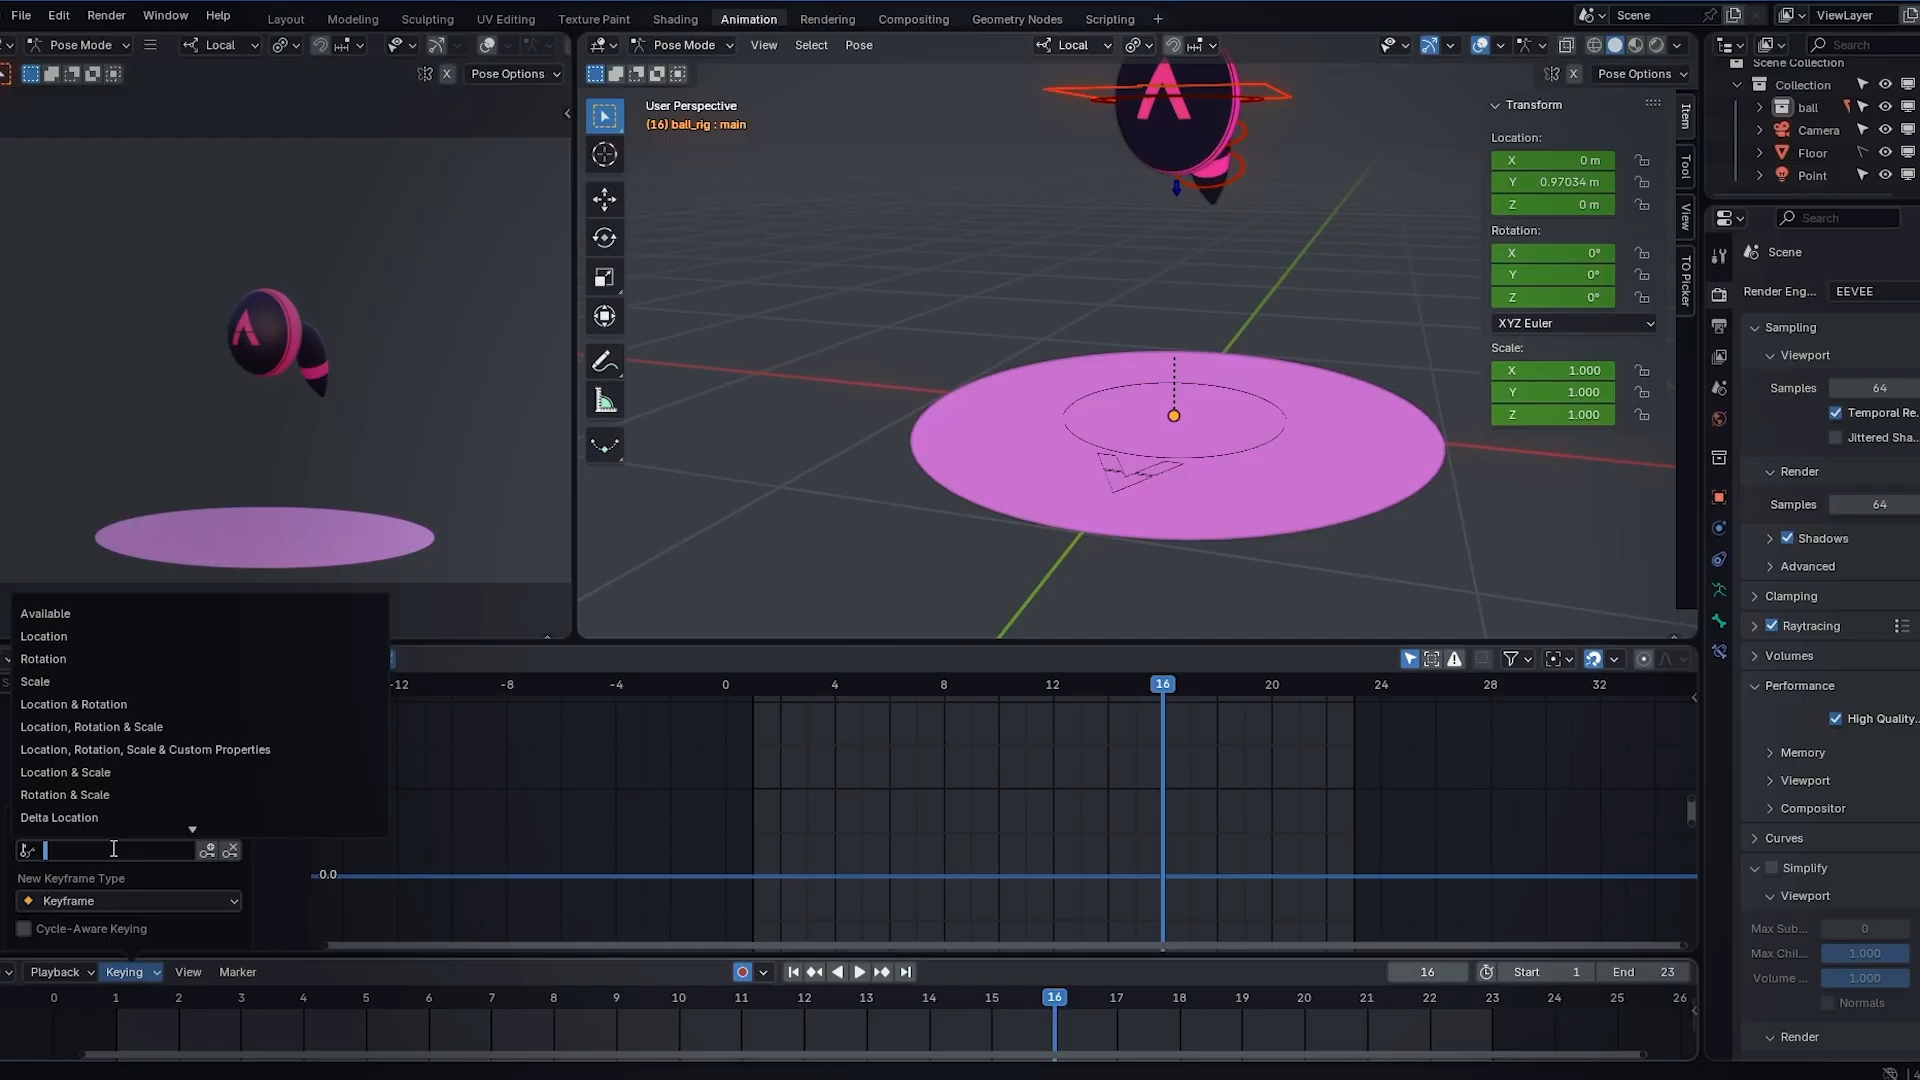 File Edit Render Window Help Layout Modeling Sculpting UV Editing Texture Paint Shading Animation Rendering Compositing Geometry Nodes Scripting + Scene ViewLayer
Pose Mode Local Pose Mode View Select Pose Local Search
X Pose Options X Pose Options
Scene Collection
Collection
ball
Camera
Floor
Point
User Perspective
(16) ball_rig : main
Transform
Location:
X 0 m
Y 0.97034 m
Z 0 m
Rotation:
X 0°
Y 0°
Z 0°
XYZ Euler
Scale:
X 1.000
Y 1.000
Z 1.000
Item
Tool
View
TO Picker
Search
Scene
Render Eng... EEVEE
Sampling
Viewport
Samples 64
Temporal Re.
Jittered Sha..
Render
Samples 64
Shadows
Advanced
Clamping
Raytracing
Volumes
Performance
High Quality..
Memory
Viewport
Compositor
Curves
Simplify
Viewport
Max Sub... 0
Max Chil... 1.000
Volume ... 1.000
Normals
Render
Available
Location
Rotation
Scale
Location & Rotation
Location, Rotation & Scale
Location, Rotation, Scale & Custom Properties
Location & Scale
Rotation & Scale
Delta Location
New Keyframe Type
Keyframe
Cycle-Aware Keying
-12 -8 -4 0 4 8 12 16 20 24 28 32
0.0
Playback Keying View Marker 16 Start 1 End 23
0 1 2 3 4 5 6 7 8 9 10 11 12 13 14 15 16 17 18 19 20 21 22 23 24 25 26